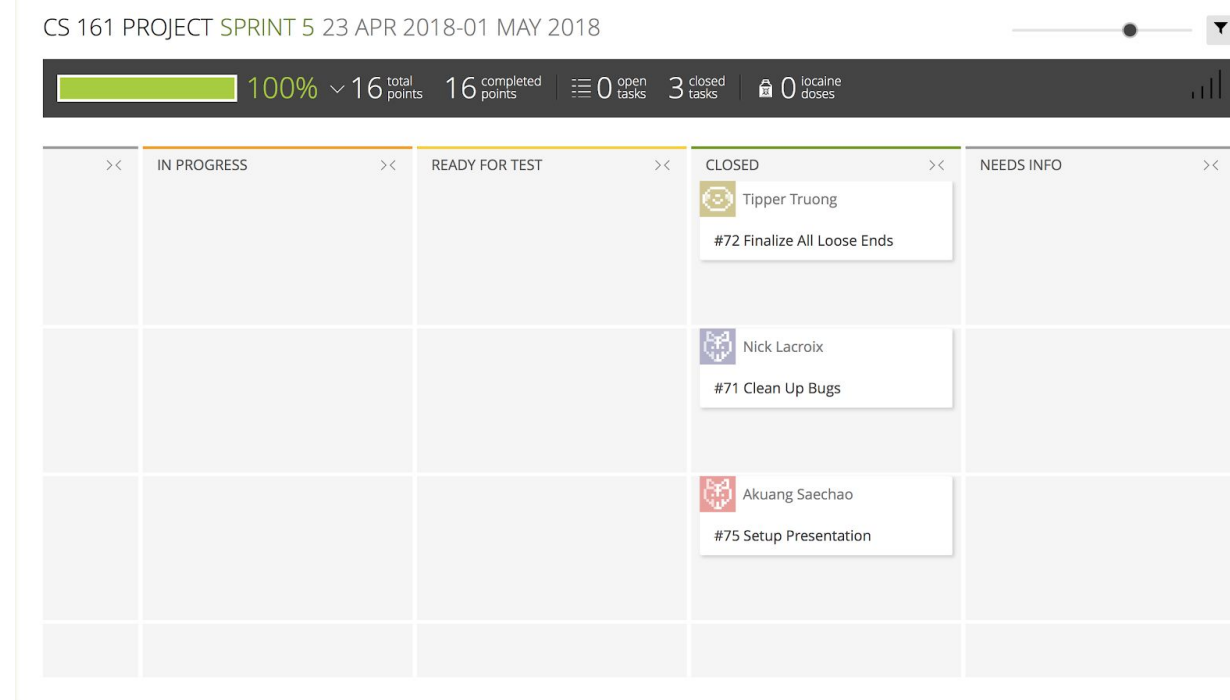 CS 161 PROJECT SPRINT 5 23 APR 2018-01 MAY 2018
100% 16 total points 16 completed points 0 open tasks 3 closed tasks 0 iocaine doses
IN PROGRESS READY FOR TEST CLOSED NEEDS INFO
Tipper Truong
#72 Finalize All Loose Ends
Nick Lacroix
#71 Clean Up Bugs
Akuang Saechao
#75 Setup Presentation